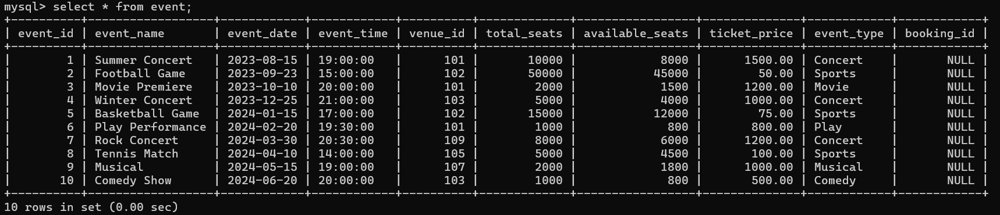 mysql> select * from event;
+----------+------------------+------------+------------+----------+-------------+-----------------+--------------+------------+------------+
| event_id | event_name       | event_date | event_time | venue_id | total_seats | available_seats | ticket_price | event_type | booking_id |
+----------+------------------+------------+------------+----------+-------------+-----------------+--------------+------------+------------+
|        1 | Summer Concert   | 2023-08-15 | 19:00:00   |      101 |       10000 |            8000 |      1500.00 | Concert    |       NULL |
|        2 | Football Game    | 2023-09-23 | 15:00:00   |      102 |       50000 |           45000 |        50.00 | Sports     |       NULL |
|        3 | Movie Premiere   | 2023-10-10 | 20:00:00   |      101 |        2000 |            1500 |      1200.00 | Movie      |       NULL |
|        4 | Winter Concert   | 2023-12-25 | 21:00:00   |      103 |        5000 |            4000 |      1000.00 | Concert    |       NULL |
|        5 | Basketball Game  | 2024-01-15 | 17:00:00   |      102 |       15000 |           12000 |        75.00 | Sports     |       NULL |
|        6 | Play Performance | 2024-02-20 | 19:30:00   |      101 |        1000 |             800 |       800.00 | Play       |       NULL |
|        7 | Rock Concert     | 2024-03-30 | 20:30:00   |      109 |        8000 |            6000 |      1200.00 | Concert    |       NULL |
|        8 | Tennis Match     | 2024-04-10 | 14:00:00   |      105 |        5000 |            4500 |       100.00 | Sports     |       NULL |
|        9 | Musical          | 2024-05-15 | 19:00:00   |      107 |        2000 |            1800 |      1000.00 | Musical    |       NULL |
|       10 | Comedy Show      | 2024-06-20 | 20:00:00   |      103 |        1000 |             800 |       500.00 | Comedy     |       NULL |
+----------+------------------+------------+------------+----------+-------------+-----------------+--------------+------------+------------+
10 rows in set (0.00 sec)